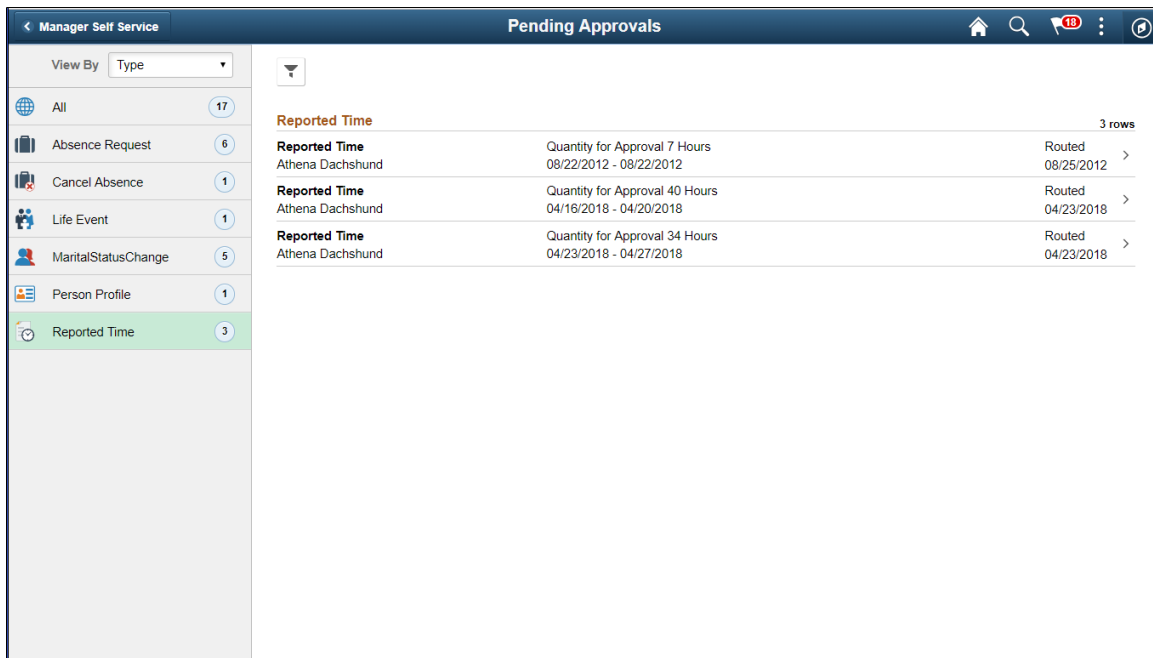 Manager Self Service
Pending Approvals
18
View By Type
All 17
Absence Request 6
Cancel Absence 1
Life Event 1
MaritalStatusChange 5
Person Profile 1
Reported Time 3
Reported Time 3 rows
Reported Time Quantity for Approval 7 Hours Routed
Athena Dachshund 08/22/2012 - 08/22/2012 08/25/2012
Reported Time Quantity for Approval 40 Hours Routed
Athena Dachshund 04/16/2018 - 04/20/2018 04/23/2018
Reported Time Quantity for Approval 34 Hours Routed
Athena Dachshund 04/23/2018 - 04/27/2018 04/23/2018